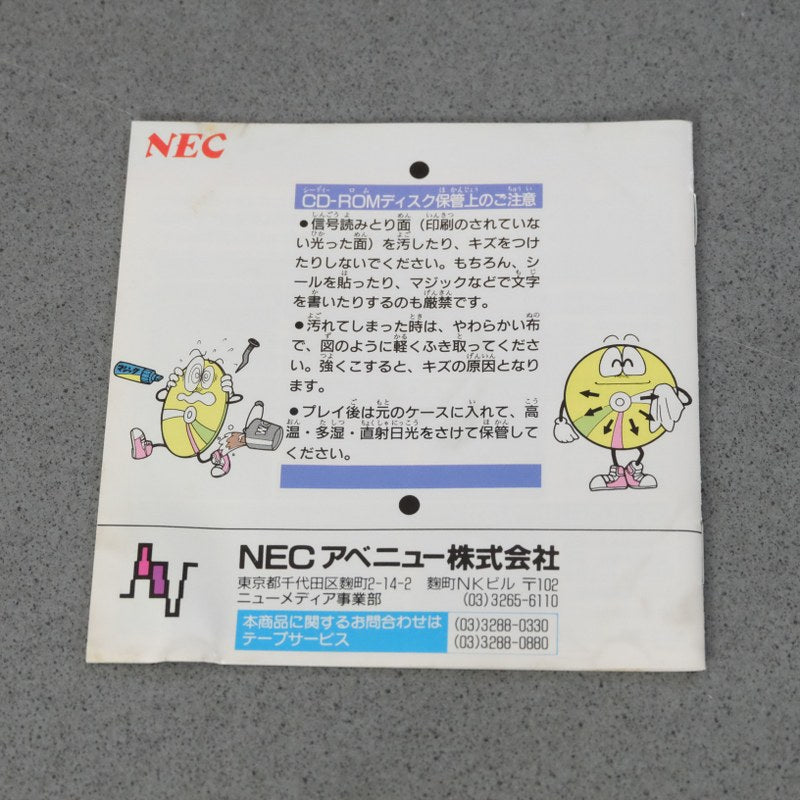 NEC
CD-ROMディスク保管上のご注意
●信号読みとり面（印刷のされていな
い光った面）を汚したり、キズをつけ
たりしないでください。もちろん、シ
ールを貼ったり、マジックなどで文字
を書いたりするのも厳禁です。
●汚れてしまった時は、やわらかい布
で、図のように軽くふき取ってくださ
い。強くこすると、キズの原因となり
ます。
●プレイ後は元のケースに入れて、高
温・多湿・直射日光をさけて保管して
ください。
マジック
NEC アベニュー株式会社
東京都千代田区麹町2-14-2 麹町NKビル 〒102
ニューメディア事業部 (03)3265-6110
本商品に関するお問合わせは (03)3288-0330
テープサービス (03)3288-0880